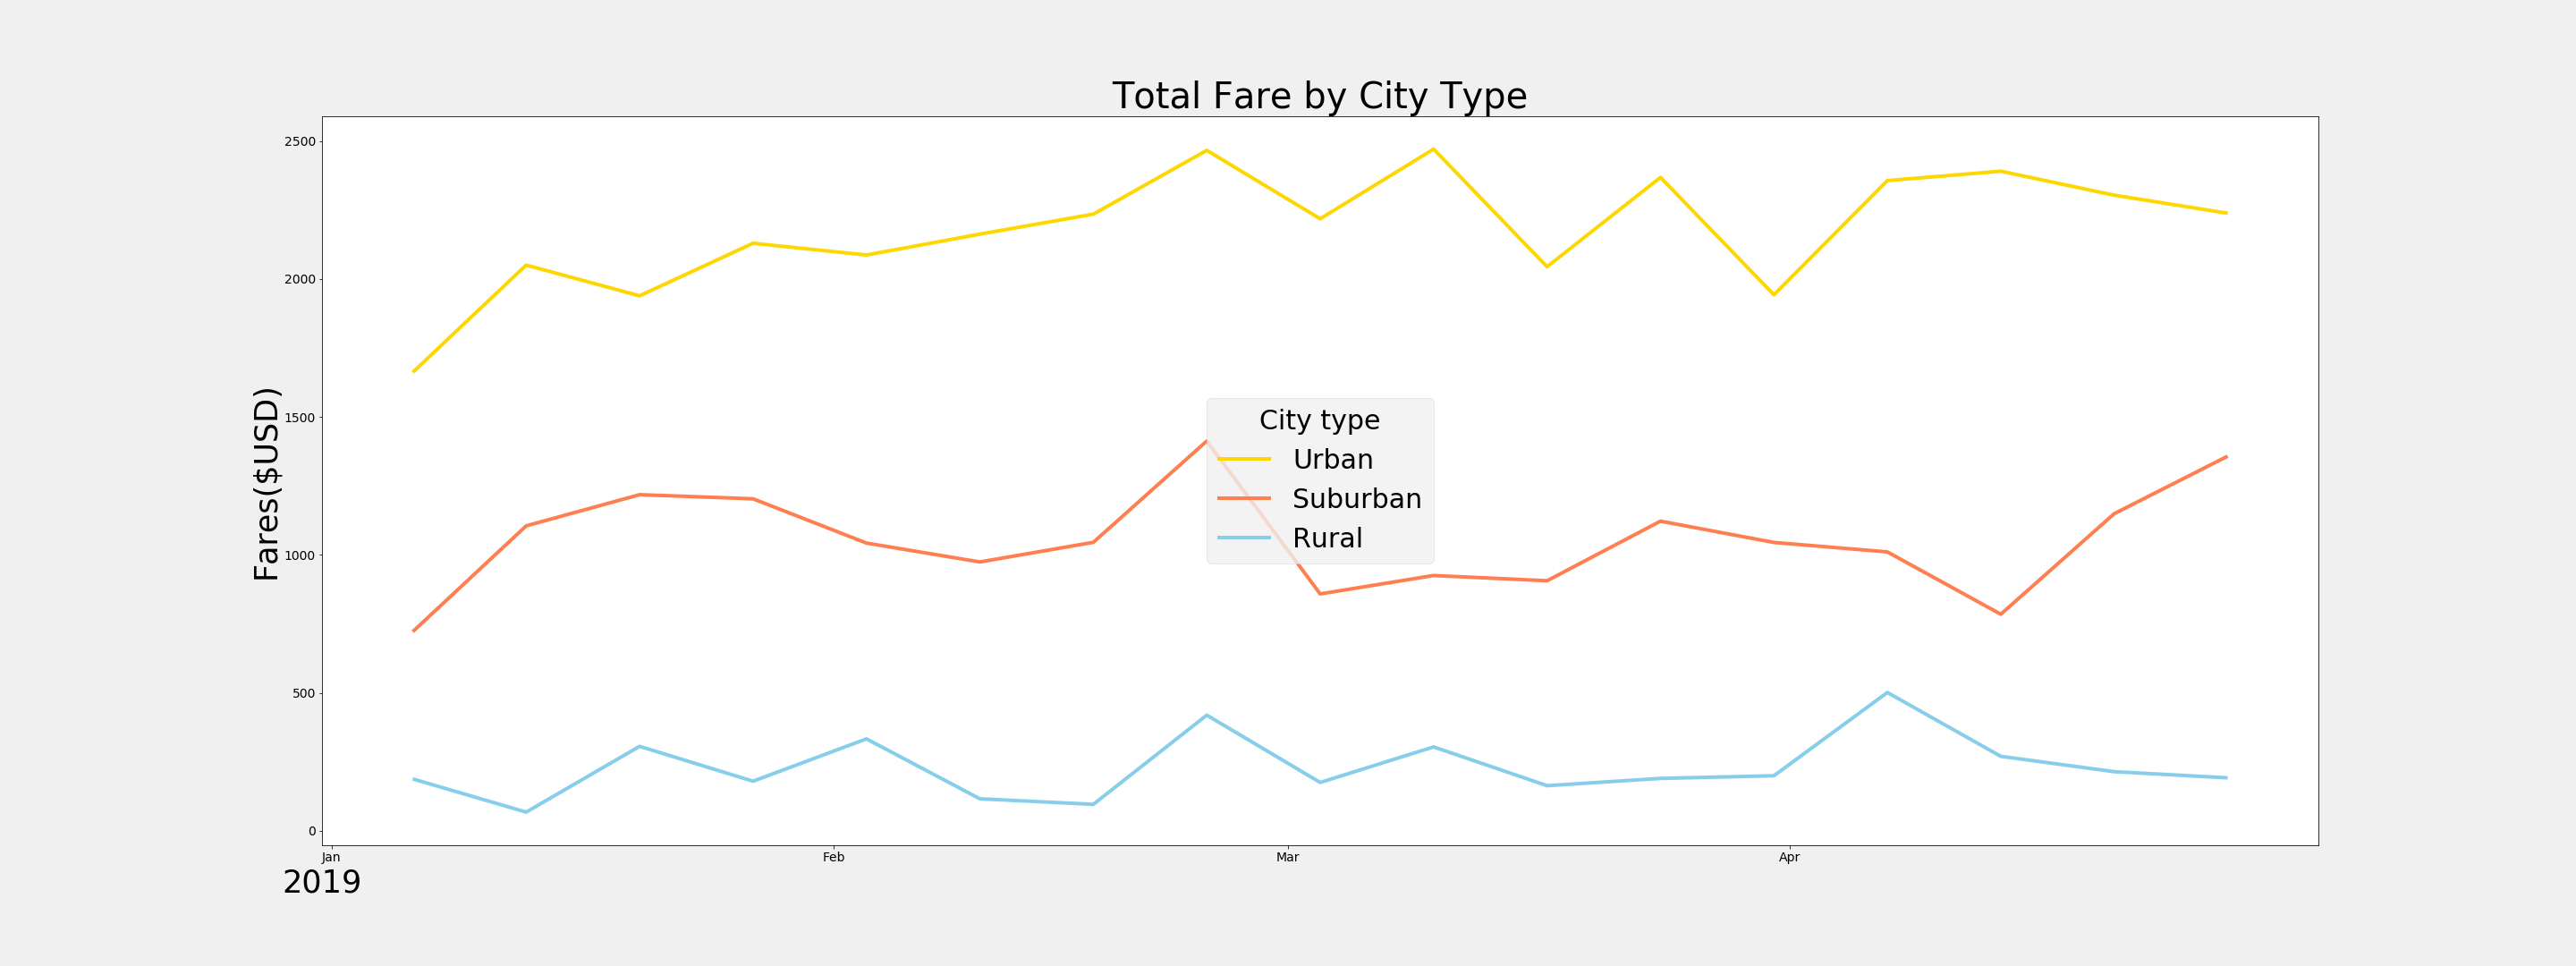 Total Fare by City Type
Fares($USD)
2500
2000
1500
1000
500
0
City type
Urban
Suburban
Rural
Jan Feb Mar Apr
2019